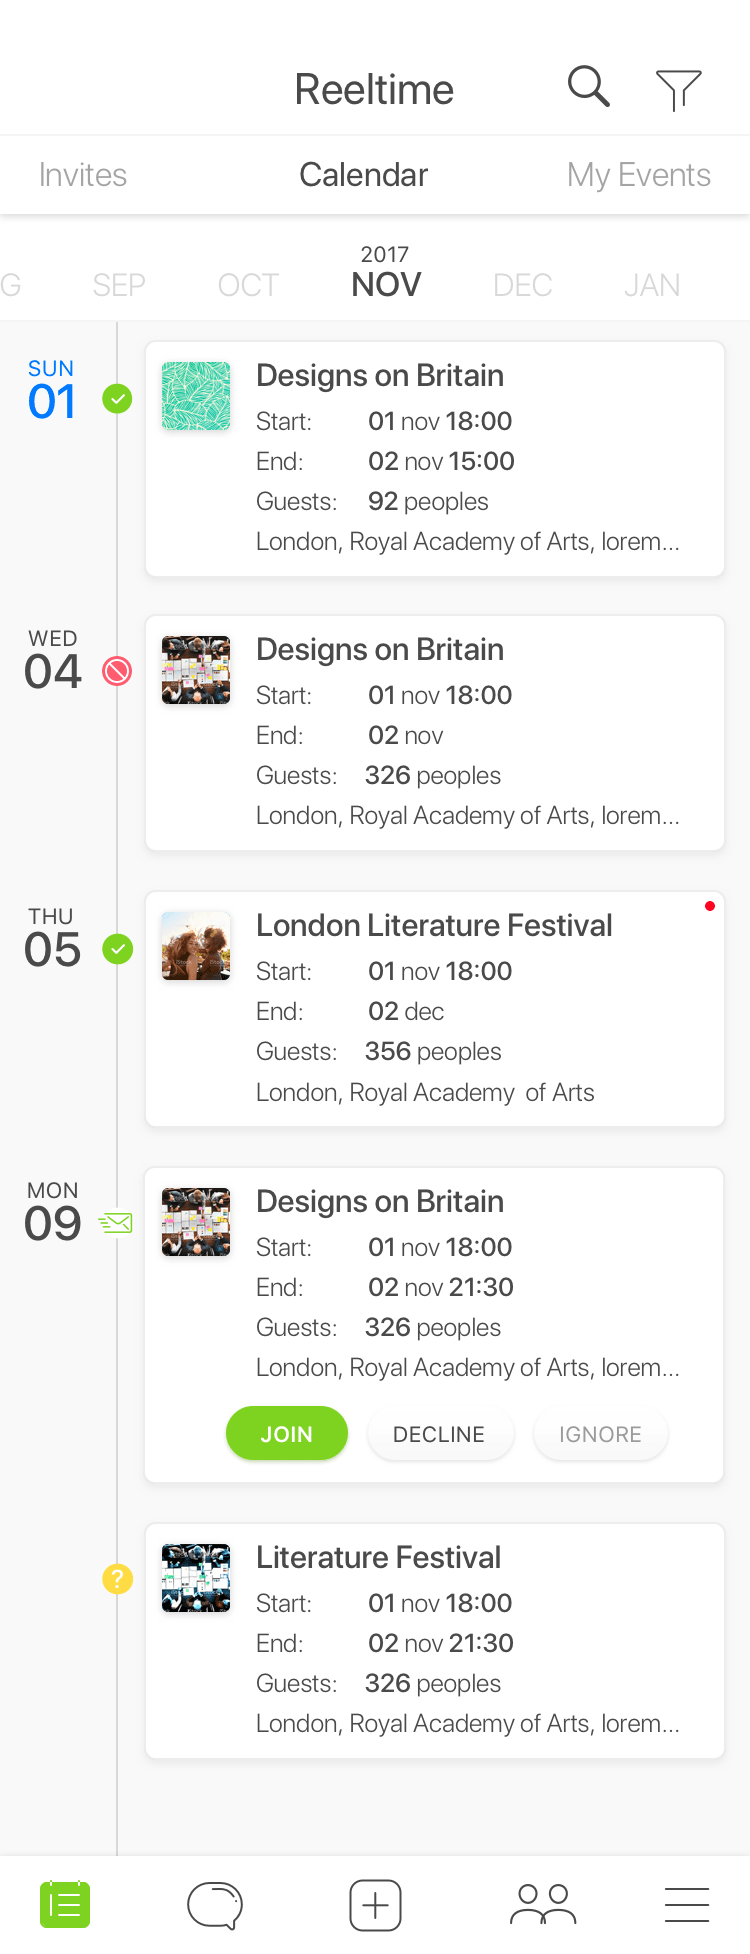 Reeltime
Invites
Calendar
My Events
2017
G
SEP
OCT
NOV
DEC
JAN
SUN
01
Designs on Britain
Start: 01 nov 18:00
End: 02 nov 15:00
Guests: 92 peoples
London, Royal Academy of Arts, lorem...
WED
04
Designs on Britain
Start: 01 nov 18:00
End: 02 nov
Guests: 326 peoples
London, Royal Academy of Arts, lorem...
THU
05
London Literature Festival
Start: 01 nov 18:00
End: 02 dec
Guests: 356 peoples
London, Royal Academy of Arts
MON
09
Designs on Britain
Start: 01 nov 18:00
End: 02 nov 21:30
Guests: 326 peoples
London, Royal Academy of Arts, lorem...
JOIN
DECLINE
IGNORE
?
Literature Festival
Start: 01 nov 18:00
End: 02 nov 21:30
Guests: 326 peoples
London, Royal Academy of Arts, lorem...